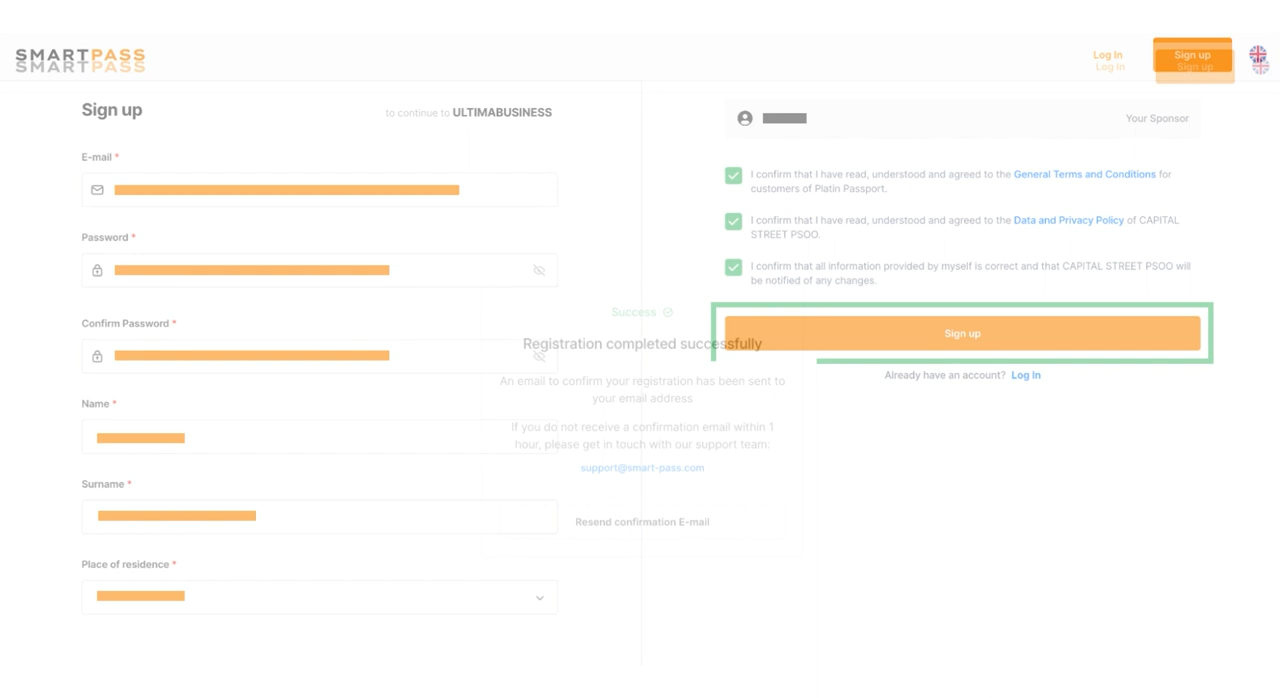 SMARTPASS
SMARTPASS
Log In
Log In
Sign up
Sign up
Sign up
to continue to ULTIMABUSINESS
E-mail *
Password *
Confirm Password *
Name *
Surname *
Place of residence *
Your Sponsor
I confirm that I have read, understood and agreed to the General Terms and Conditions for
customers of Platin Passport.
I confirm that I have read, understood and agreed to the Data and Privacy Policy of CAPITAL
STREET PSOO.
I confirm that all information provided by myself is correct and that CAPITAL STREET PSOO will
be notified of any changes.
Sign up
Already have an account? Log In
Success
Registration completed successfully
An email to confirm your registration has been sent to
your email address
If you do not receive a confirmation email within 1
hour, please get in touch with our support team:
support@smart-pass.com
Resend confirmation E-mail